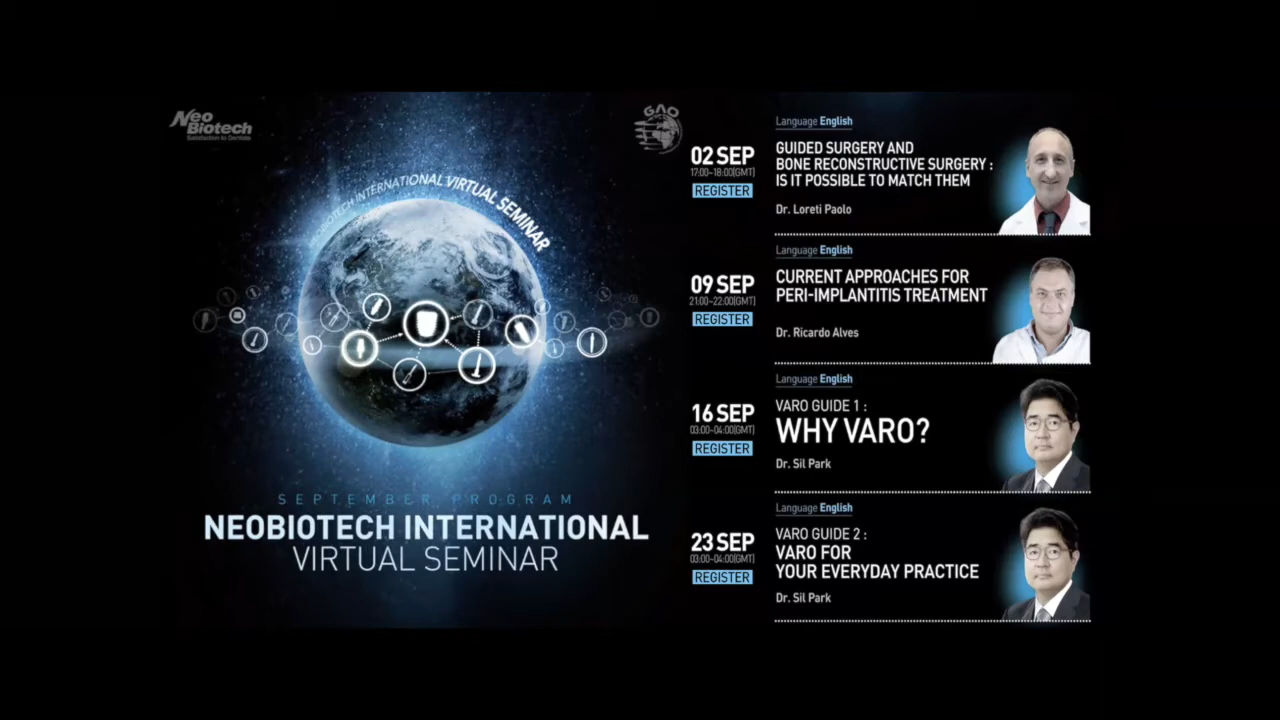 Neo
Biotech
Satisfaction to Dentists
GAO
NEOBIOTECH INTERNATIONAL VIRTUAL SEMINAR
SEPTEMBER PROGRAM
NEOBIOTECH INTERNATIONAL
VIRTUAL SEMINAR
02 SEP
17:00~18:00(GMT)
REGISTER
Language English
GUIDED SURGERY AND
BONE RECONSTRUCTIVE SURGERY :
IS IT POSSIBLE TO MATCH THEM
Dr. Loreti Paolo
09 SEP
21:00~22:00(GMT)
REGISTER
Language English
CURRENT APPROACHES FOR
PERI-IMPLANTITIS TREATMENT
Dr. Ricardo Alves
16 SEP
03:00~04:00(GMT)
REGISTER
Language English
VARO GUIDE 1 :
WHY VARO?
Dr. Sil Park
23 SEP
03:00~04:00(GMT)
REGISTER
Language English
VARO GUIDE 2 :
VARO FOR
YOUR EVERYDAY PRACTICE
Dr. Sil Park